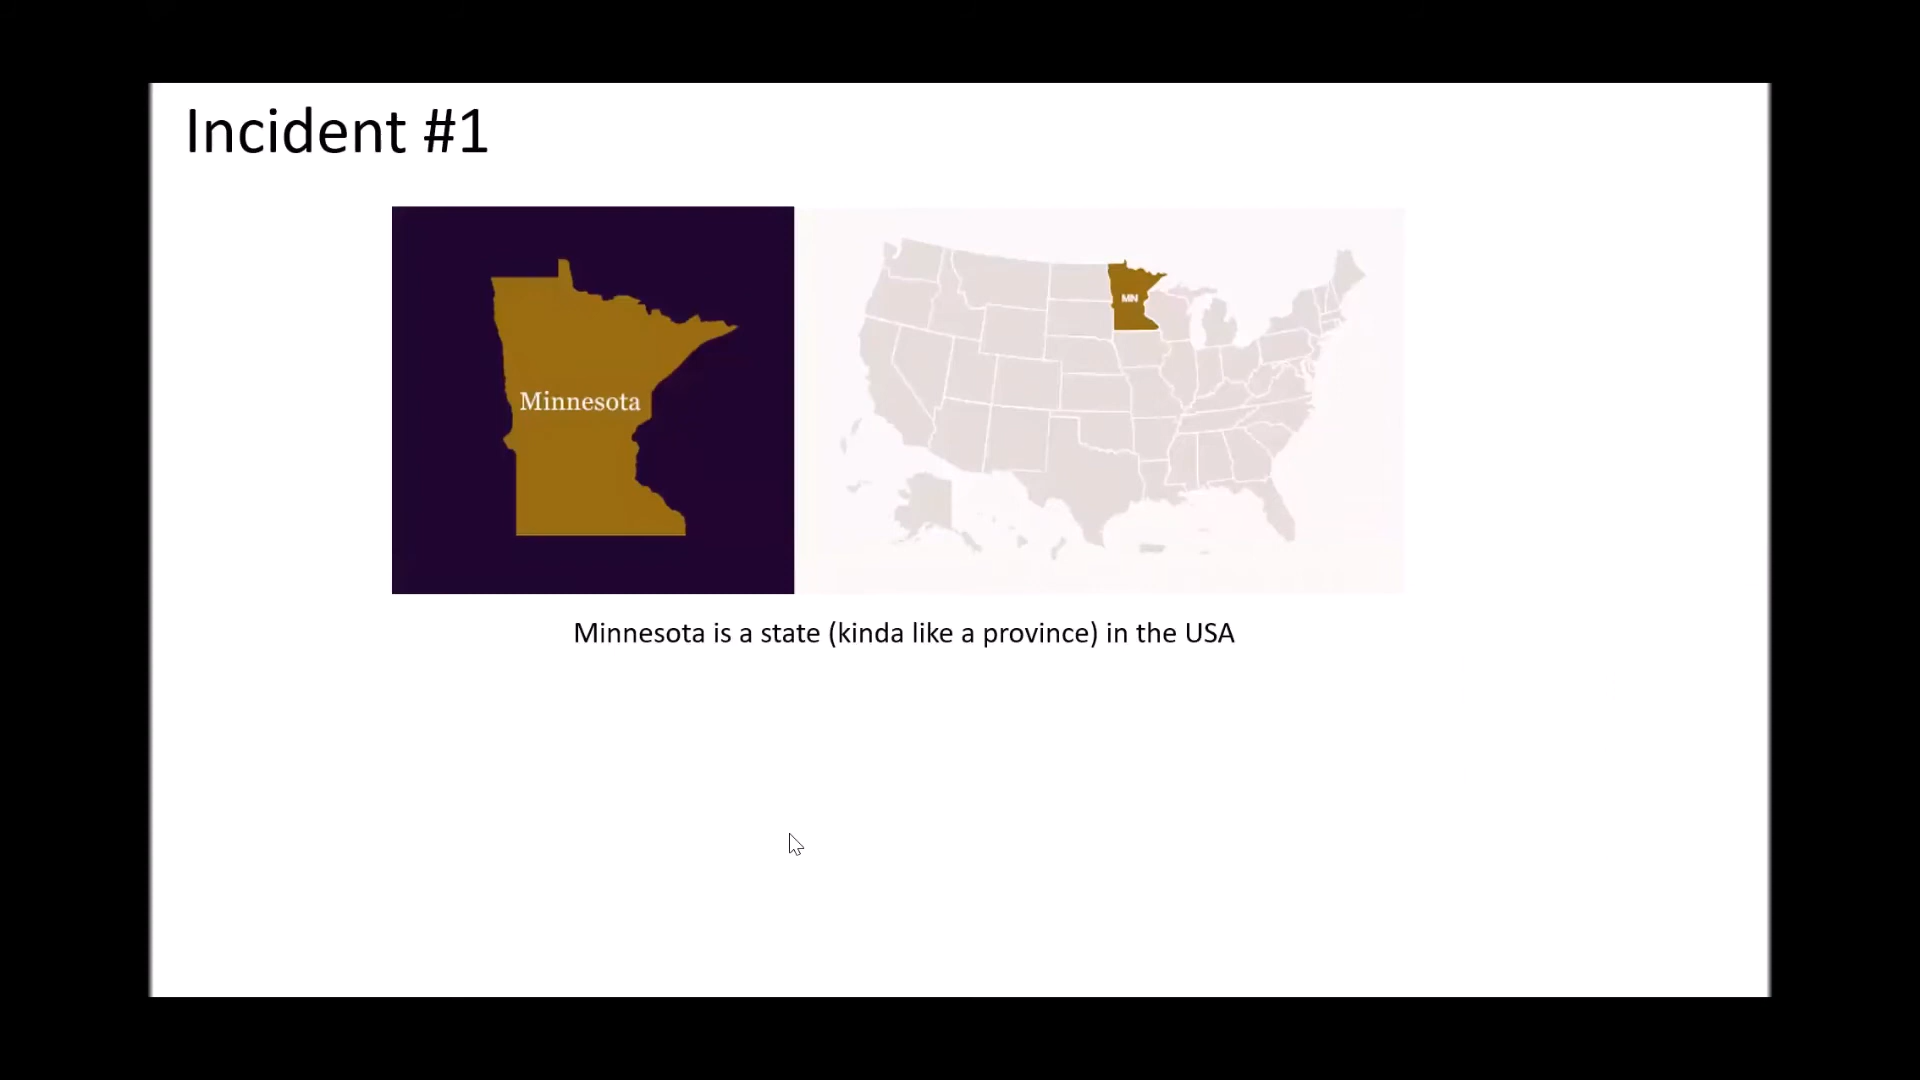 Incident #1
Minnesota
MN
Minnesota is a state (kinda like a province) in the USA